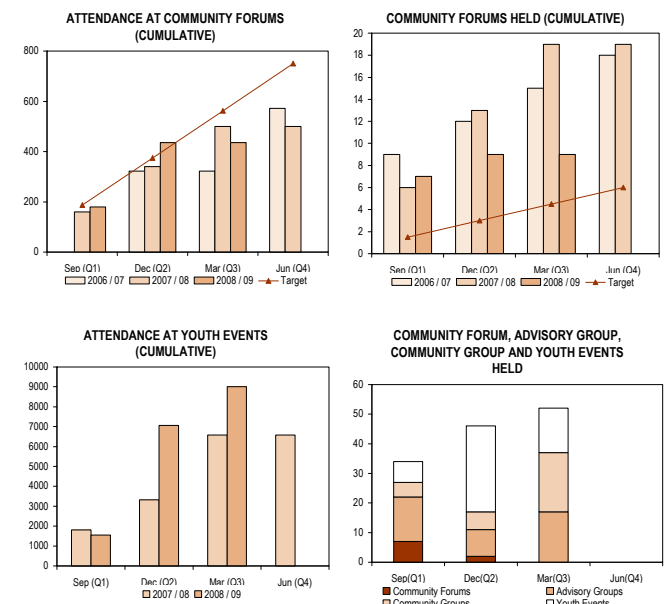 ATTENDANCE AT COMMUNITY FORUMS
(CUMULATIVE)
800
600
400
200
0
Sep (Q1) Dec (Q2) Mar (Q3) Jun (Q4)
2006 / 07 2007 / 08 2008 / 09 Target
COMMUNITY FORUMS HELD (CUMULATIVE)
20
18
16
14
12
10
8
6
4
2
0
Sep (Q1) Dec (Q2) Mar (Q3) Jun (Q4)
2006 / 07 2007 / 08 2008 / 09 Target
ATTENDANCE AT YOUTH EVENTS
(CUMULATIVE)
10000
9000
8000
7000
6000
5000
4000
3000
2000
1000
0
Sep (Q1) Dec (Q2) Mar (Q3) Jun (Q4)
2007 / 08 2008 / 09
COMMUNITY FORUM, ADVISORY GROUP,
COMMUNITY GROUP AND YOUTH EVENTS
HELD
60
50
40
30
20
10
0
Sep(Q1) Dec(Q2) Mar(Q3) Jun(Q4)
Community Forums Advisory Groups
Community Groups Youth Events